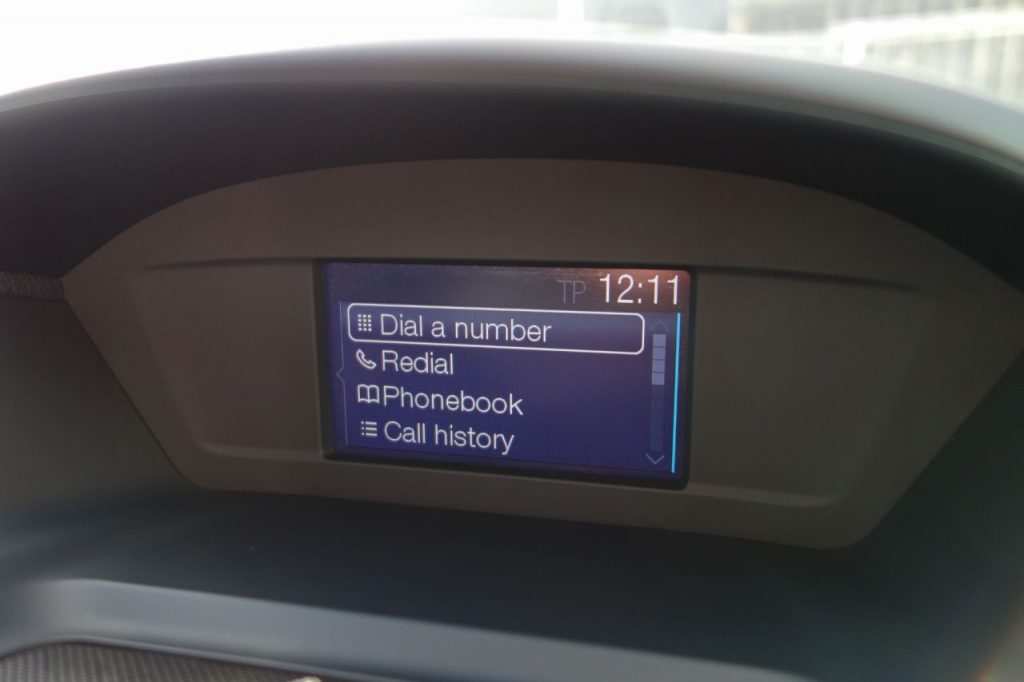 TP 12:11
Dial a number
Redial
Phonebook
Call history